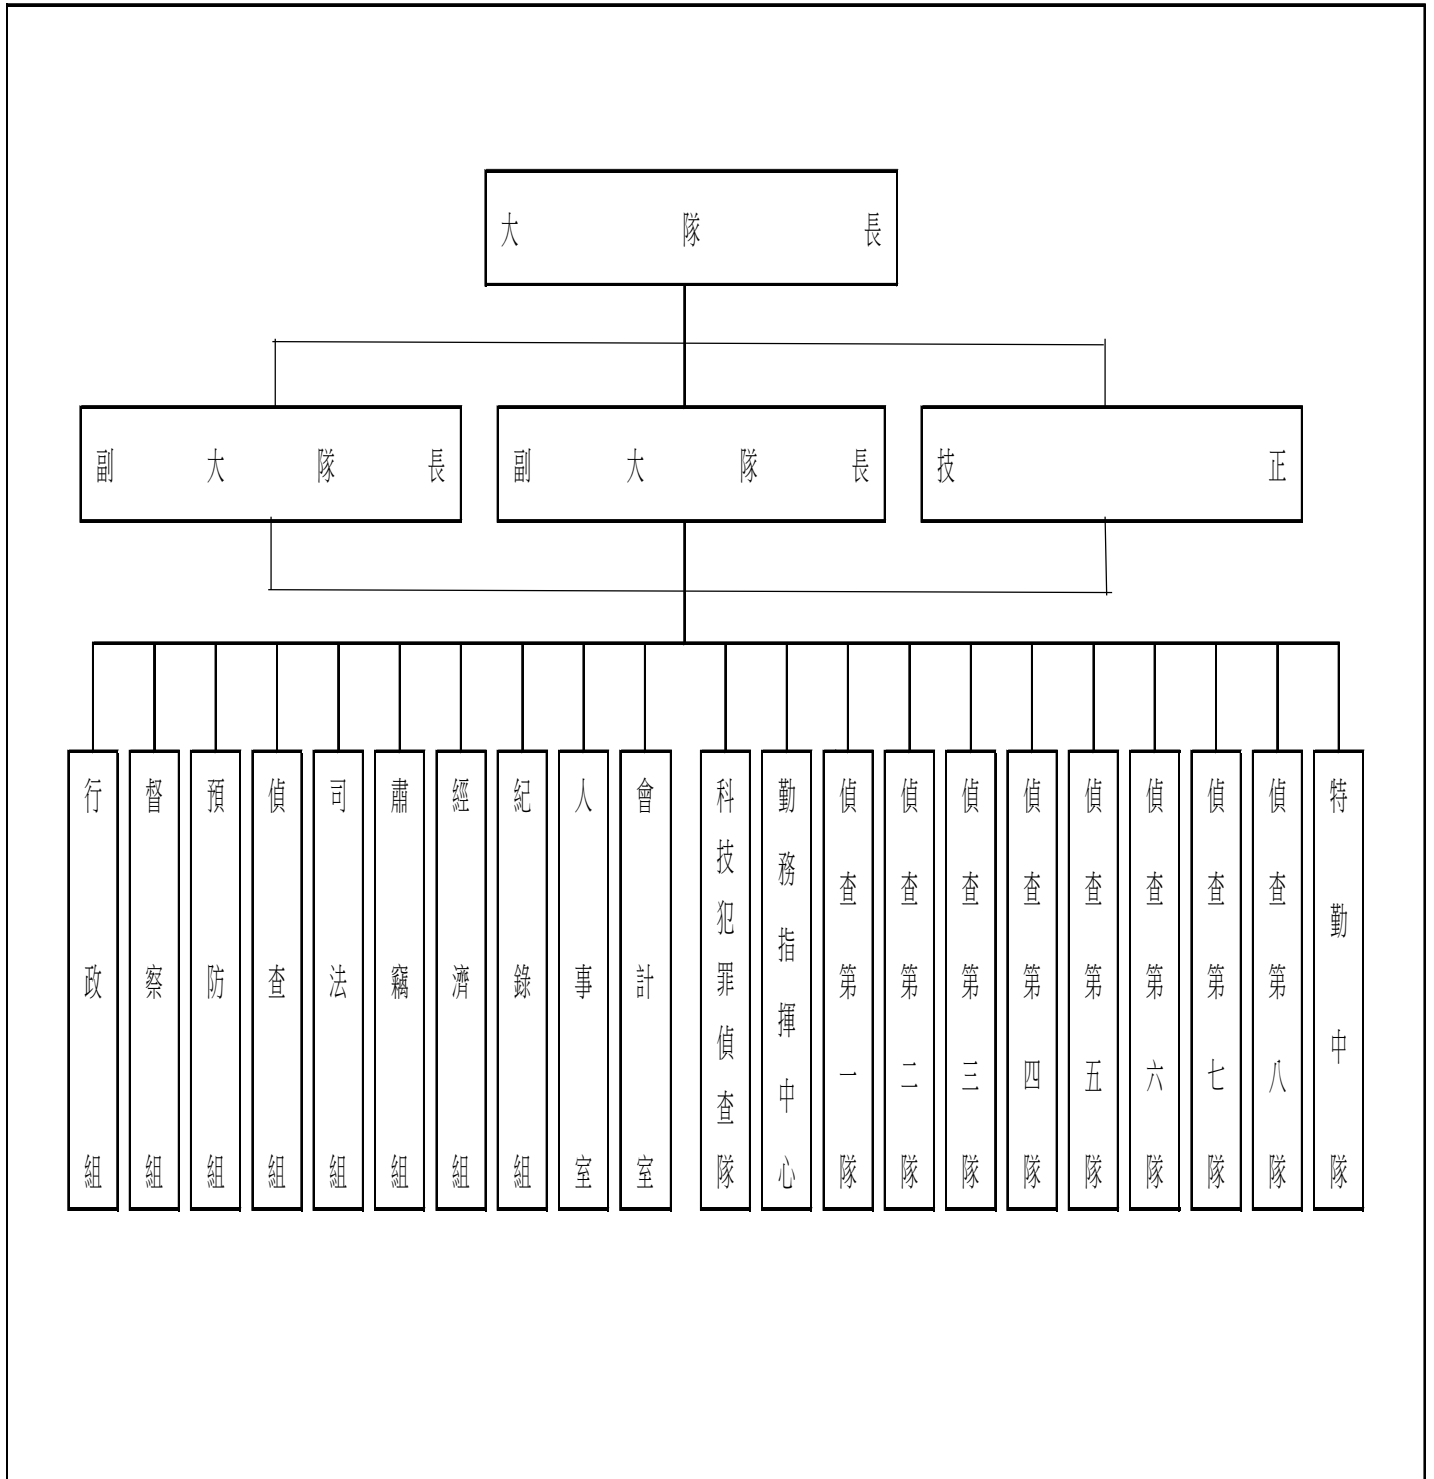 大隊長
副大隊長
副大隊長
技正
行政組
督察組
預防組
偵查組
司法組
肅竊組
經濟組
紀錄組
人事室
會計室
科技犯罪偵查隊
勤務指揮中心
偵查第一隊
偵查第二隊
偵查第三隊
偵查第四隊
偵查第五隊
偵查第六隊
偵查第七隊
偵查第八隊
特勤中隊